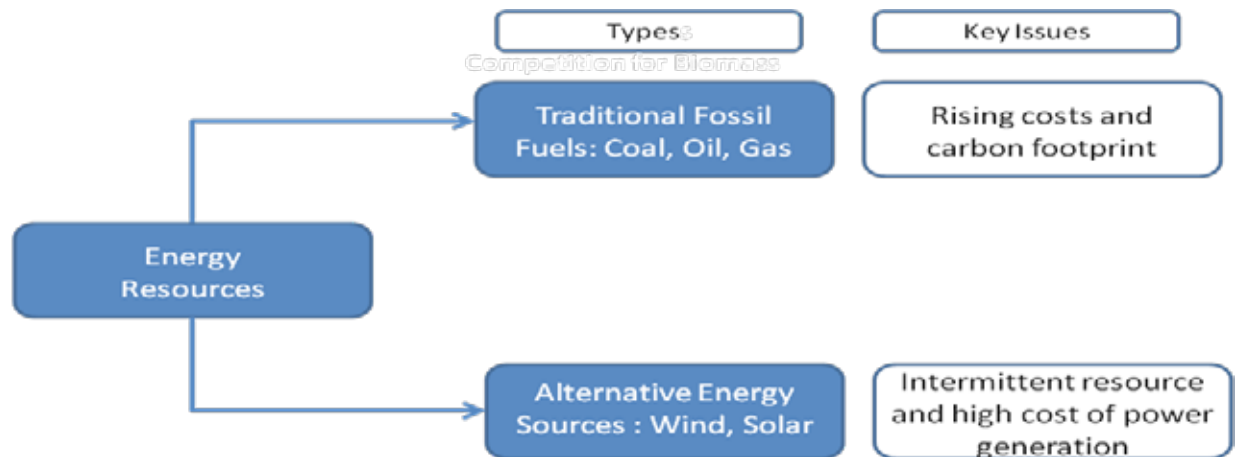 Types
Key Issues
Competition for Biomass
Traditional Fossil
Fuels: Coal, Oil, Gas
Rising costs and
carbon footprint
Energy
Resources
Alternative Energy
Sources : Wind, Solar
Intermittent resource
and high cost of power
generation